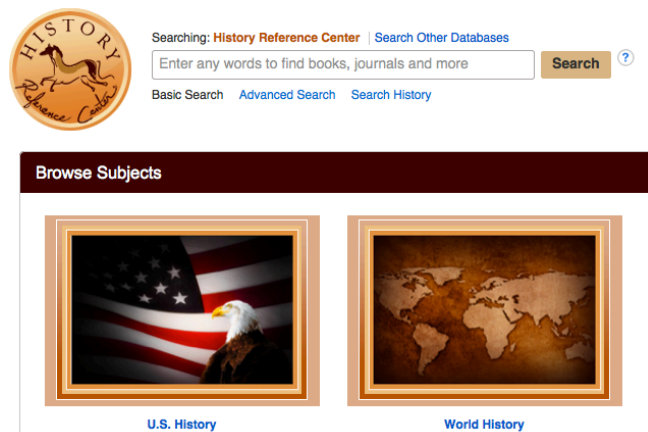 HISTORY
Reference Center
Searching: History Reference Center | Search Other Databases
Enter any words to find books, journals and more
Search
?
Basic Search Advanced Search Search History
Browse Subjects
U.S. History World History